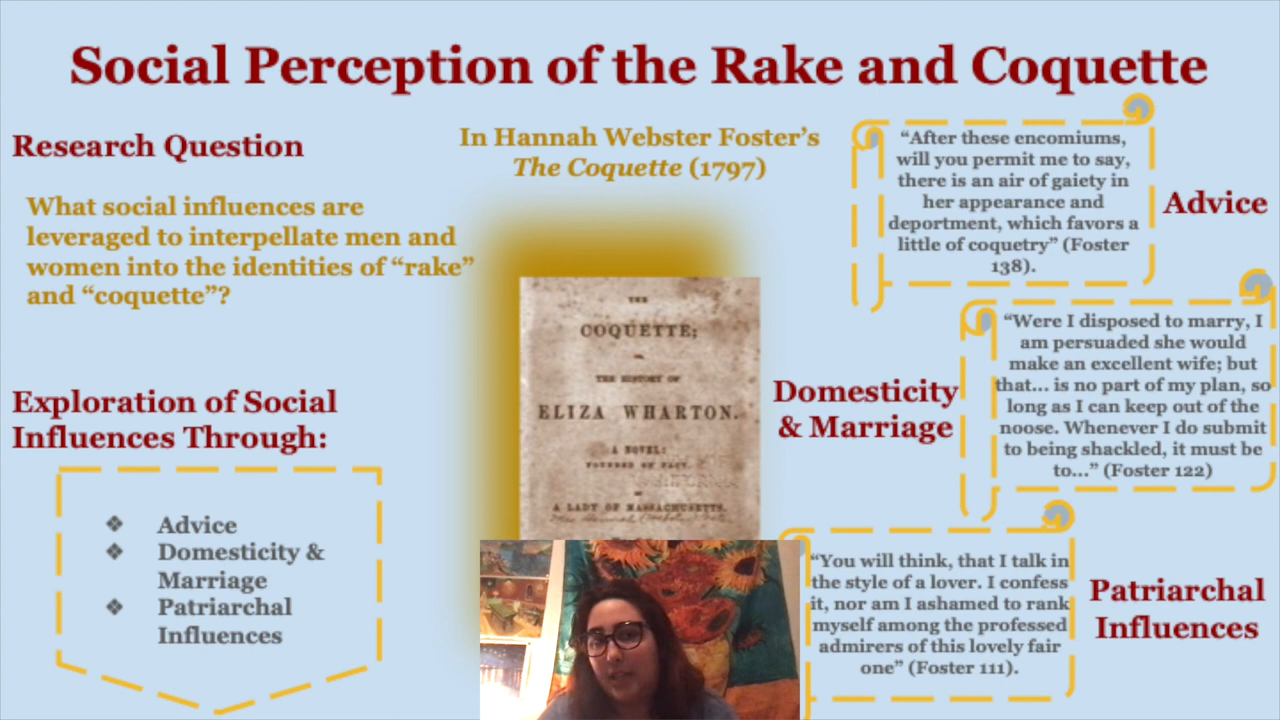 Social Perception of the Rake and Coquette
Research Question
What social influences are
leveraged to interpellate men and
women into the identities of “rake”
and “coquette”?
Exploration of Social
Influences Through:
❖ Advice
❖ Domesticity &
Marriage
❖ Patriarchal
Influences
In Hannah Webster Foster’s
The Coquette (1797)
THE
COQUETTE;
OR,
THE HISTORY OF
ELIZA WHARTON.
A NOVEL:
FOUNDED ON FACT.
BY
A LADY OF MASSACHUSETTS.
“After these encomiums,
will you permit me to say,
there is an air of gaiety in
her appearance and
deportment, which favors a
little of coquetry” (Foster
138).
Advice
Domesticity
& Marriage
“Were I disposed to marry, I
am persuaded she would
make an excellent wife; but
that... is no part of my plan, so
long as I can keep out of the
noose. Whenever I do submit
to being shackled, it must be
to...” (Foster 122)
“You will think, that I talk in
the style of a lover. I confess
it, nor am I ashamed to rank
myself among the professed
admirers of this lovely fair
one” (Foster 111).
Patriarchal
Influences